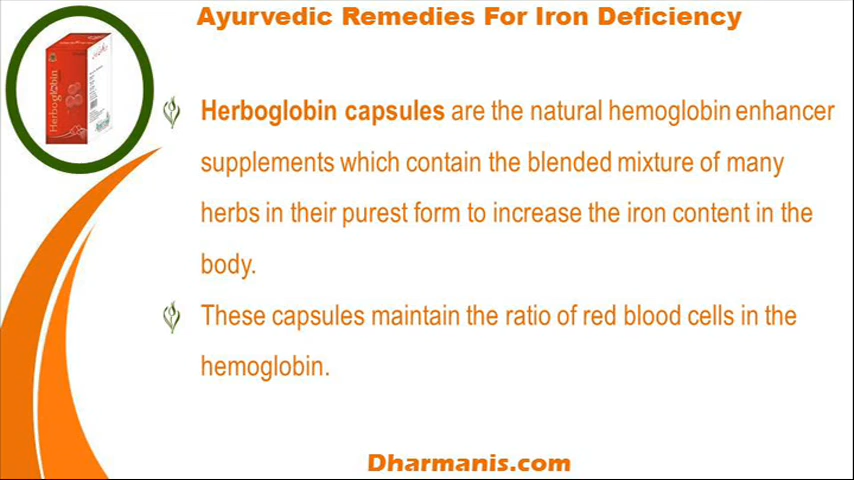 Ayurvedic Remedies For Iron Deficiency
Herboglobin
Herboglobin capsules are the natural hemoglobin enhancer
supplements which contain the blended mixture of many
herbs in their purest form to increase the iron content in the
body.
These capsules maintain the ratio of red blood cells in the
hemoglobin.
Dharmanis.com